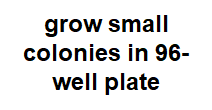 grow small
colonies in 96-
well plate